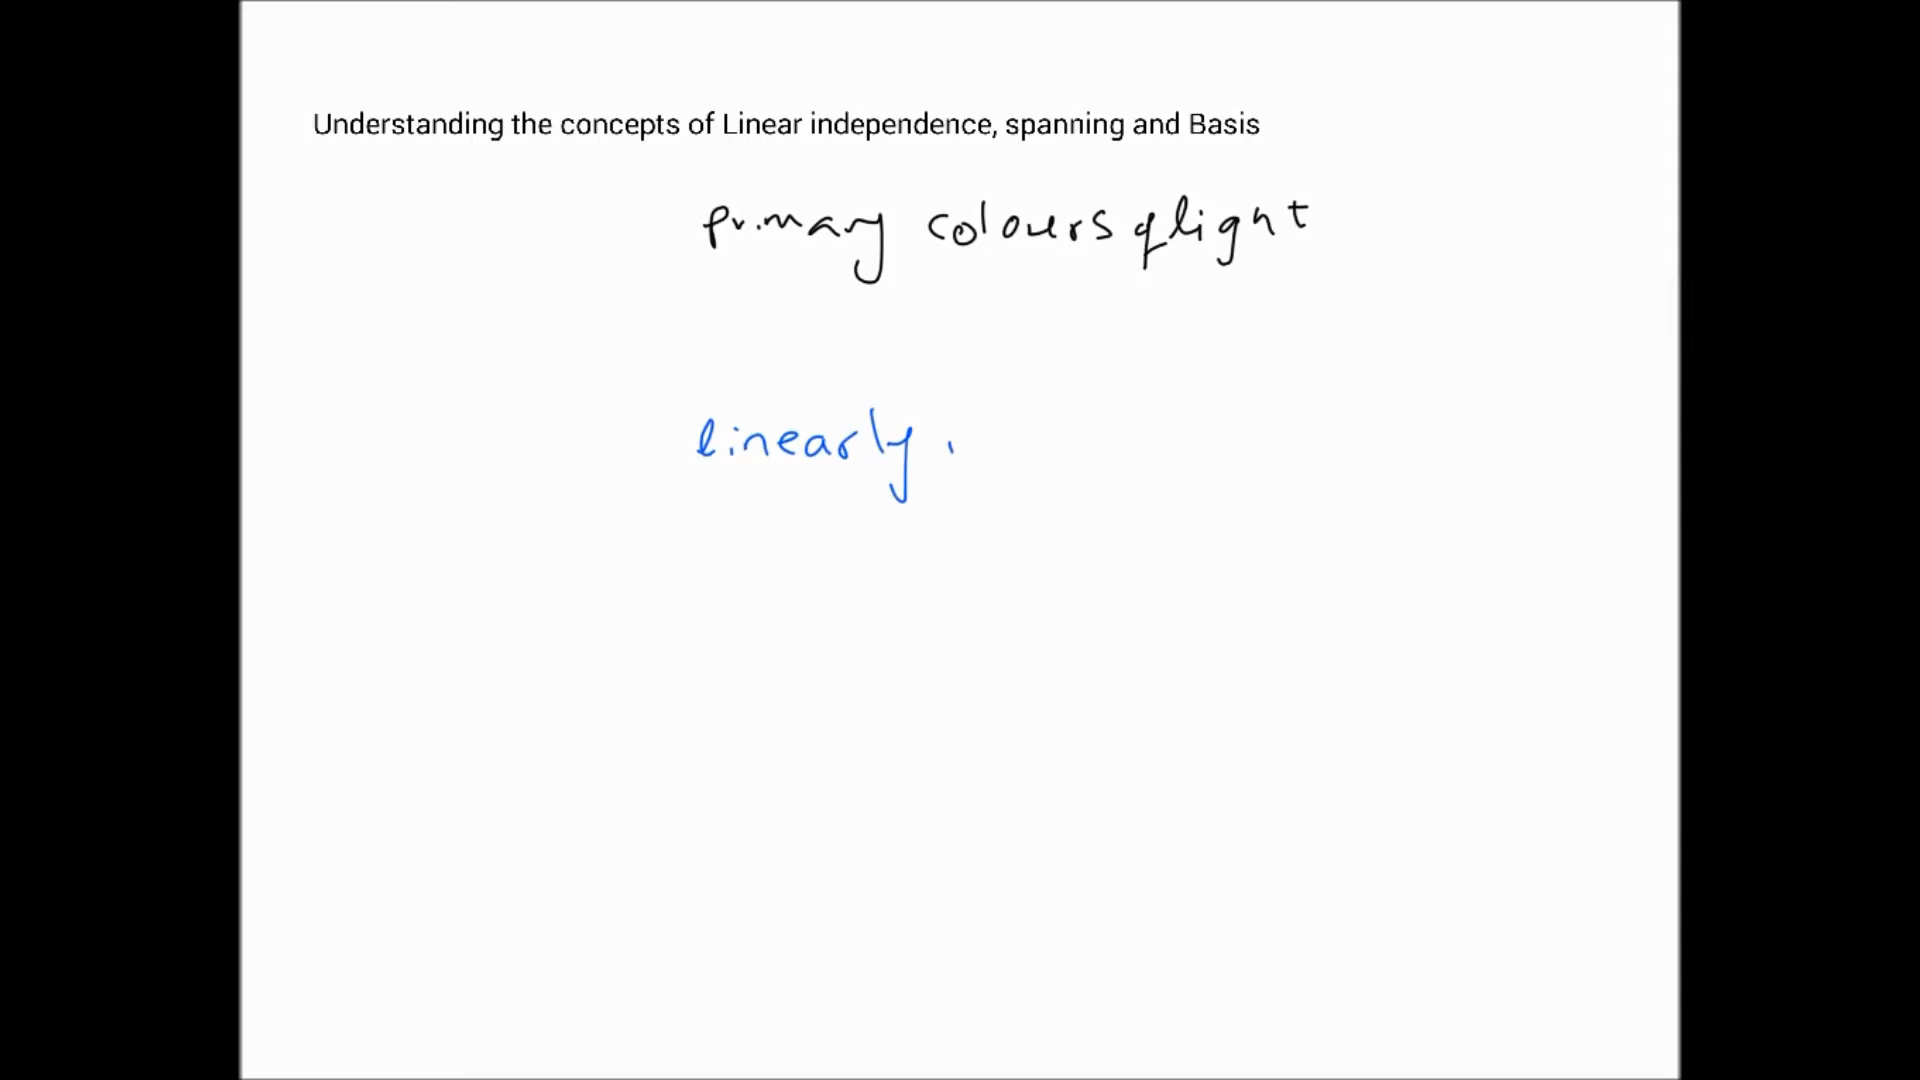 Understanding the concepts of Linear independence, spanning and Basis
primary colours of light
linearly